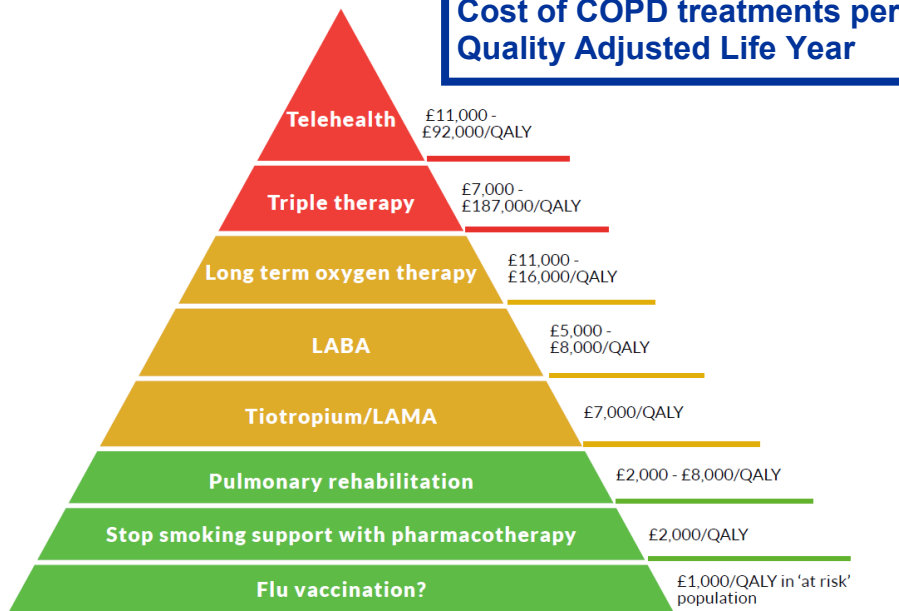 Cost of COPD treatments per
Quality Adjusted Life Year
Telehealth
£11,000 -
£92,000/QALY
Triple therapy
£7,000 -
£187,000/QALY
Long term oxygen therapy
£11,000 -
£16,000/QALY
LABA
£5,000 -
£8,000/QALY
Tiotropium/LAMA
£7,000/QALY
Pulmonary rehabilitation
£2,000 - £8,000/QALY
Stop smoking support with pharmacotherapy
£2,000/QALY
Flu vaccination?
£1,000/QALY in ‘at risk’
population